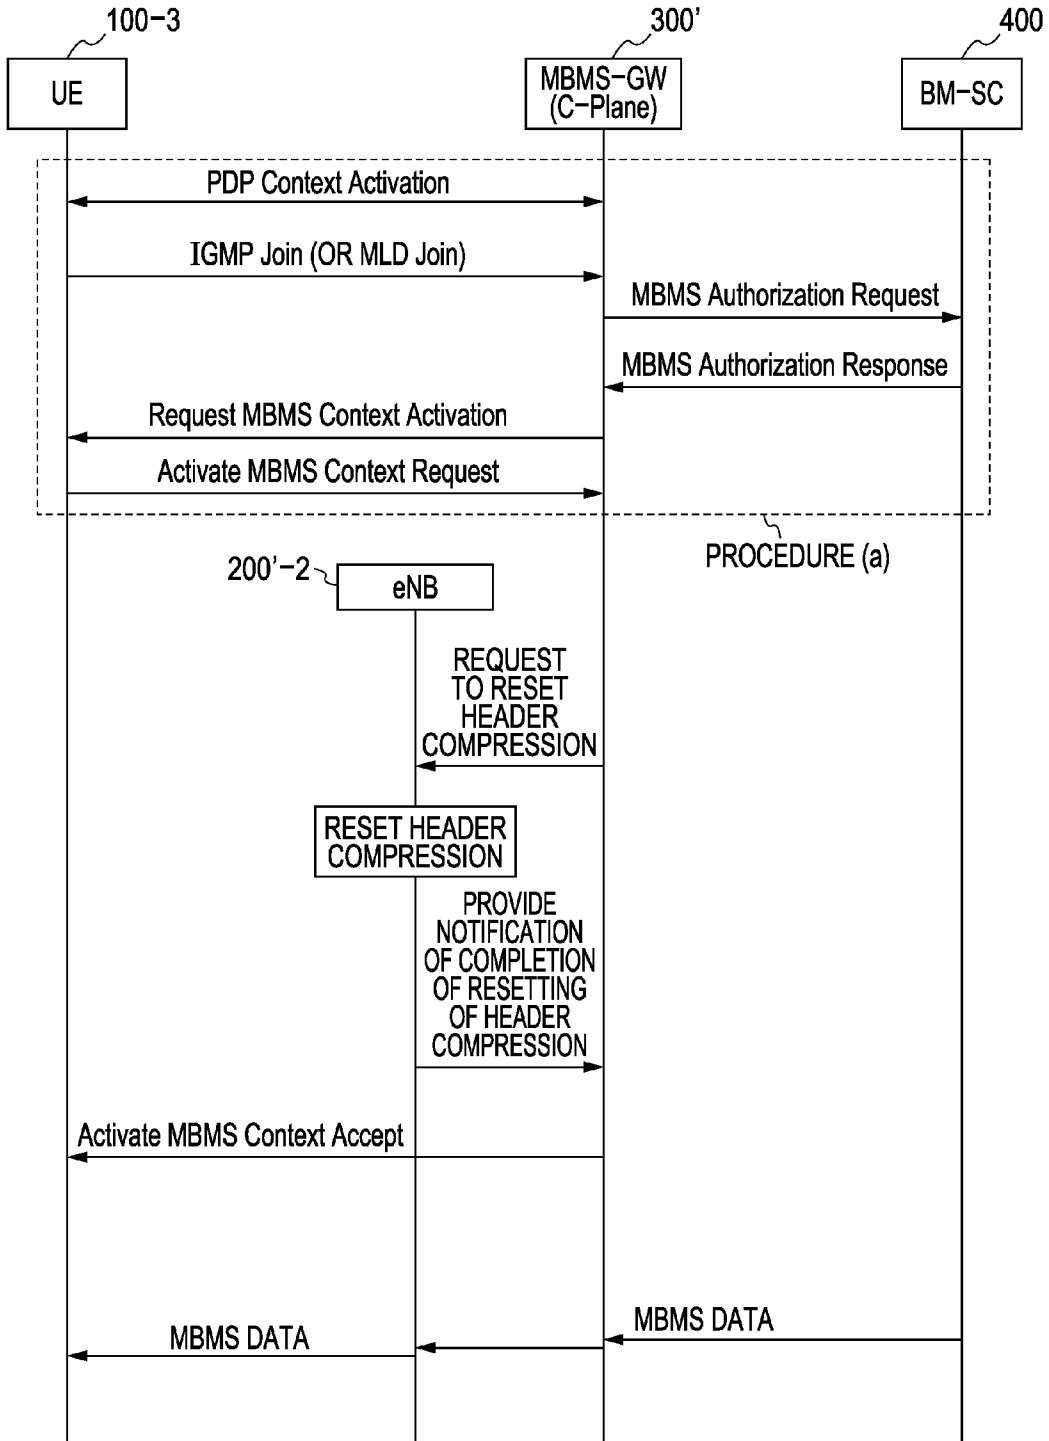 100-3
300'
400
UE
MBMS-GW
(C-Plane)
BM-SC
PDP Context Activation
IGMP Join (OR MLD Join)
MBMS Authorization Request
MBMS Authorization Response
Request MBMS Context Activation
Activate MBMS Context Request
PROCEDURE (a)
200'-2
eNB
REQUEST
TO RESET
HEADER
COMPRESSION
RESET HEADER
COMPRESSION
PROVIDE
NOTIFICATION
OF COMPLETION
OF RESETTING
OF HEADER
COMPRESSION
Activate MBMS Context Accept
MBMS DATA
MBMS DATA